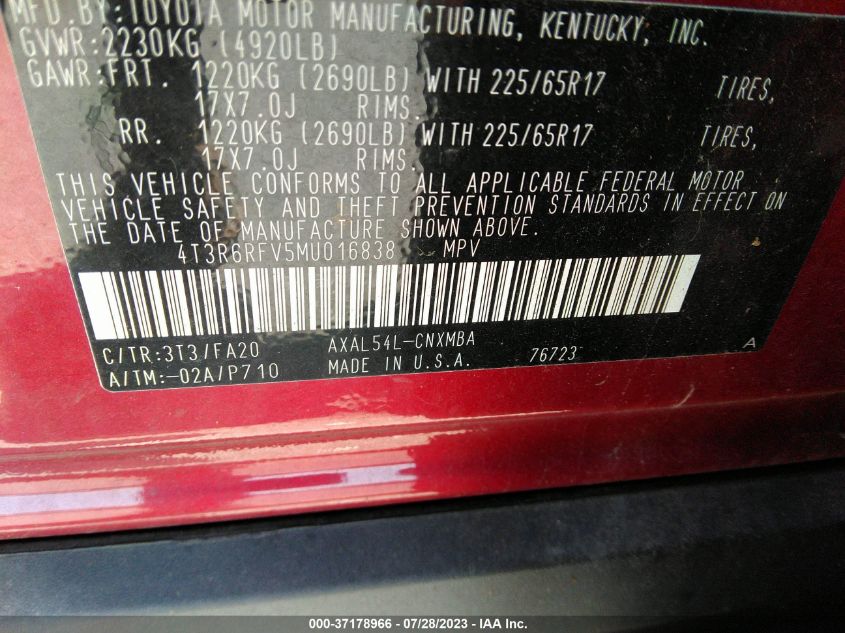 MFD.BY:TOYOTA MOTOR MANUFACTURING, KENTUCKY, INC.
GVWR:2230KG (4920LB)
GAWR:FRT. 1220KG (2690LB) WITH 225/65R17 TIRES,
17X7.0J RIMS.
RR. 1220KG (2690LB) WITH 225/65R17 TIRES,
17X7.0J RIMS.
THIS VEHICLE CONFORMS TO ALL APPLICABLE FEDERAL MOTOR
VEHICLE SAFETY AND THEFT PREVENTION STANDARDS IN EFFECT ON
THE DATE OF MANUFACTURE SHOWN ABOVE.
4T3R6RFV5MU016838 MPV
C/TR:3T3/FA20 AXAL54L-CNXMBA
A/TM:-02A/P710 MADE IN U.S.A. 76723 A
000-37178966 / 07/28/2023 - IAA Inc.